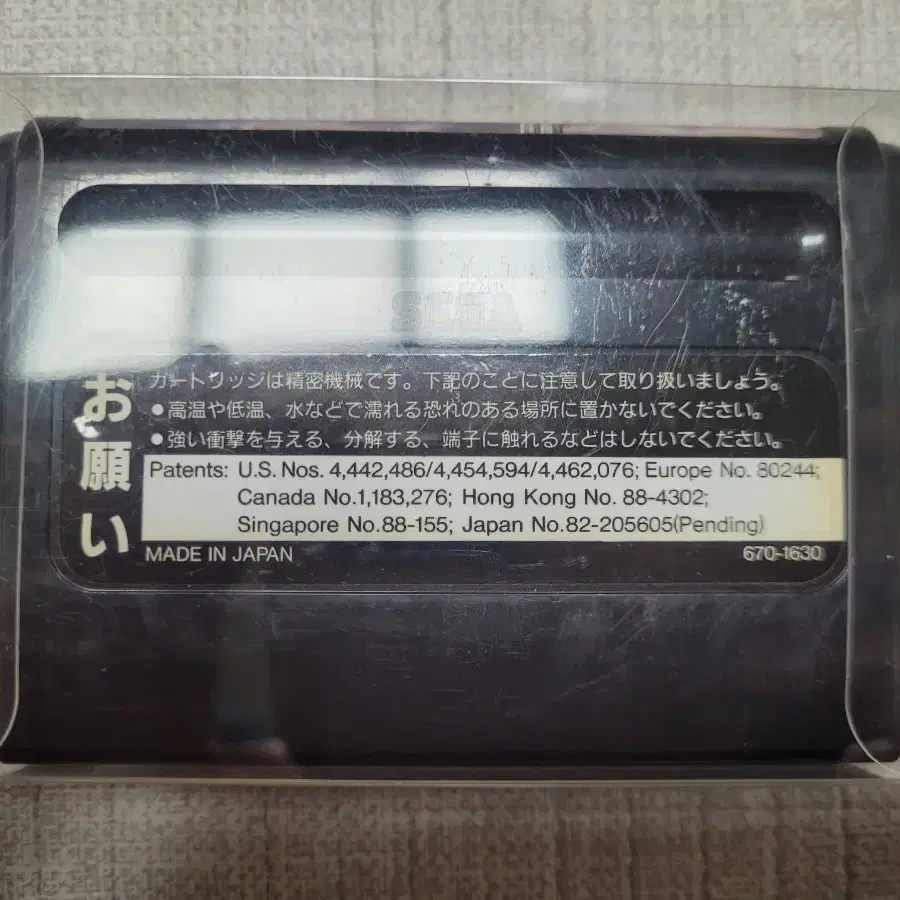 SEGA
お願い
カートリッジは精密機械です。下記のことに注意して取り扱いましょう。
●高温や低温、水などで濡れる恐れのある場所に置かないでください。
●強い衝撃を与える、分解する、端子に触れるなどはしないでください。
Patents: U.S. Nos. 4,442,486/4,454,594/4,462,076; Europe No. 80244;
Canada No.1,183,276; Hong Kong No. 88-4302;
Singapore No.88-155; Japan No.82-205605(Pending)
MADE IN JAPAN 670-1630